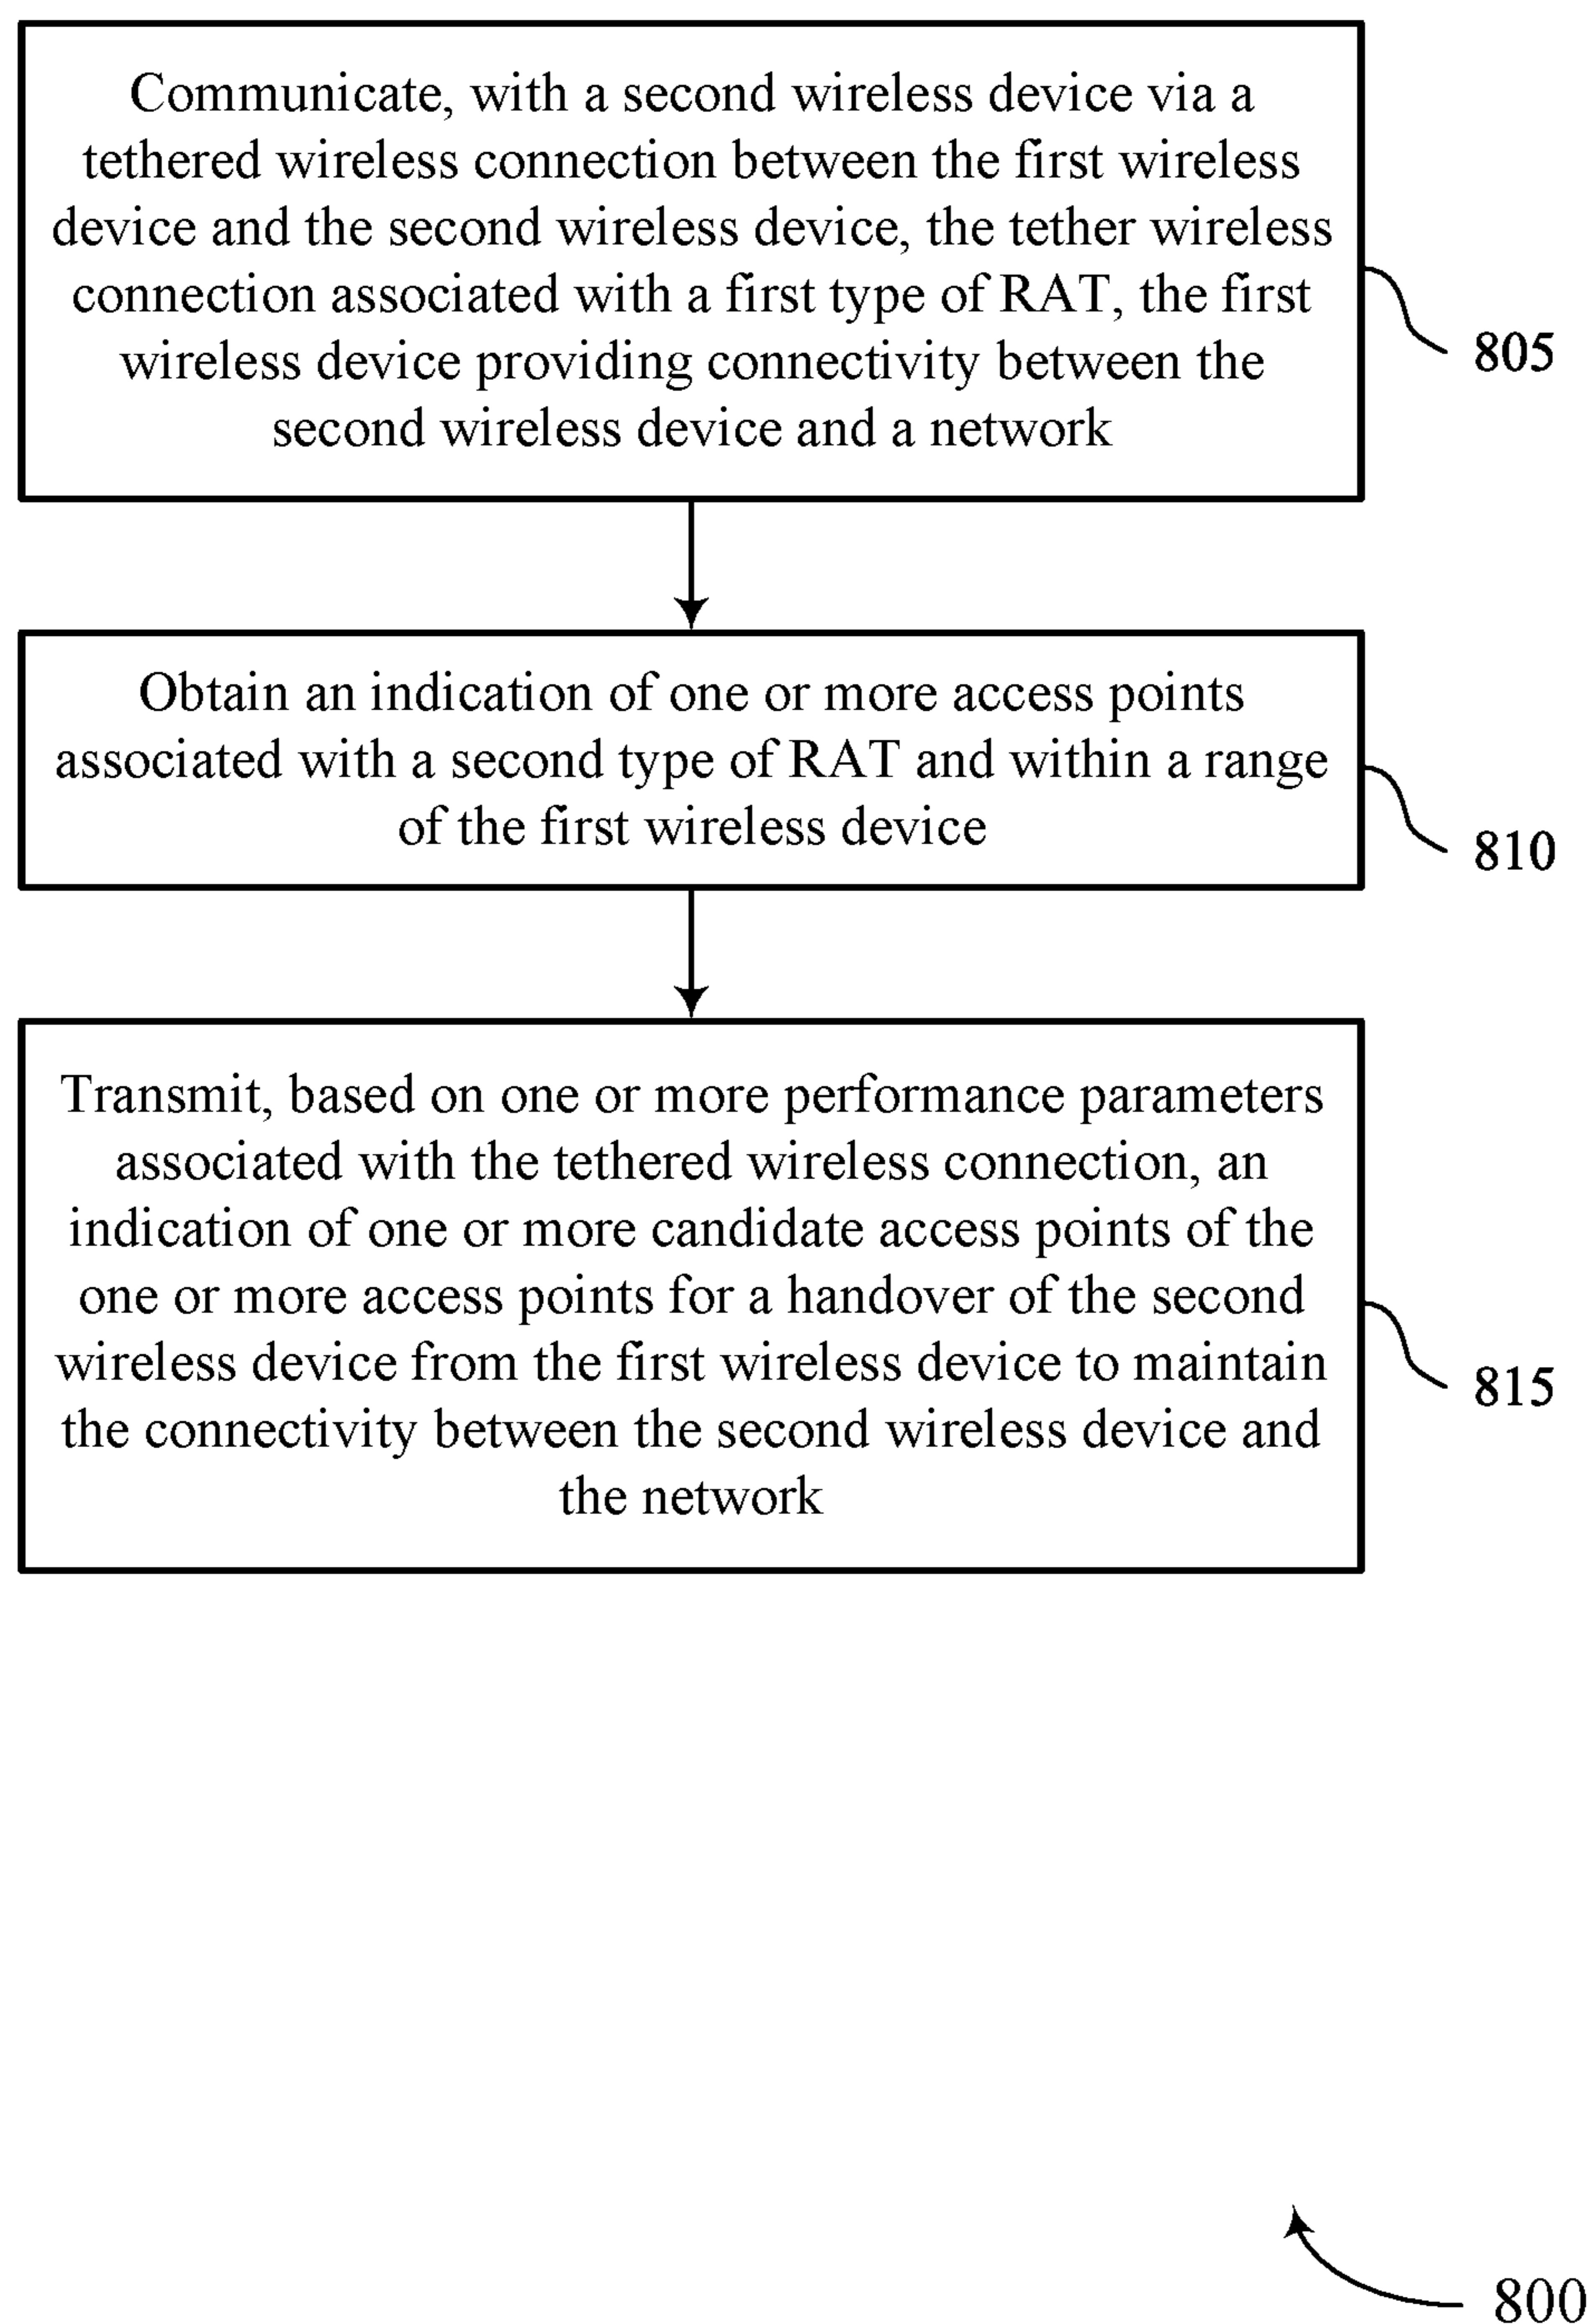 Communicate, with a second wireless device via a
tethered wireless connection between the first wireless
device and the second wireless device, the tether wireless
connection associated with a first type of RAT, the first
wireless device providing connectivity between the
second wireless device and a network
805
Obtain an indication of one or more access points
associated with a second type of RAT and within a range
of the first wireless device
810
Transmit, based on one or more performance parameters
associated with the tethered wireless connection, an
indication of one or more candidate access points of the
one or more access points for a handover of the second
wireless device from the first wireless device to maintain
the connectivity between the second wireless device and
the network
815
800